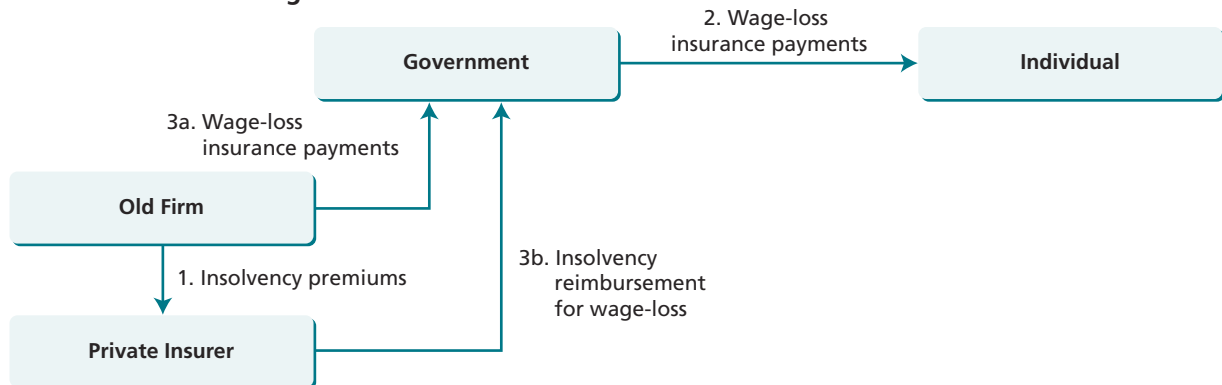 2. Wage-loss
insurance payments
Government
Individual
3a. Wage-loss
insurance payments
Old Firm
1. Insolvency premiums
3b. Insolvency
reimbursement
for wage-loss
Private Insurer